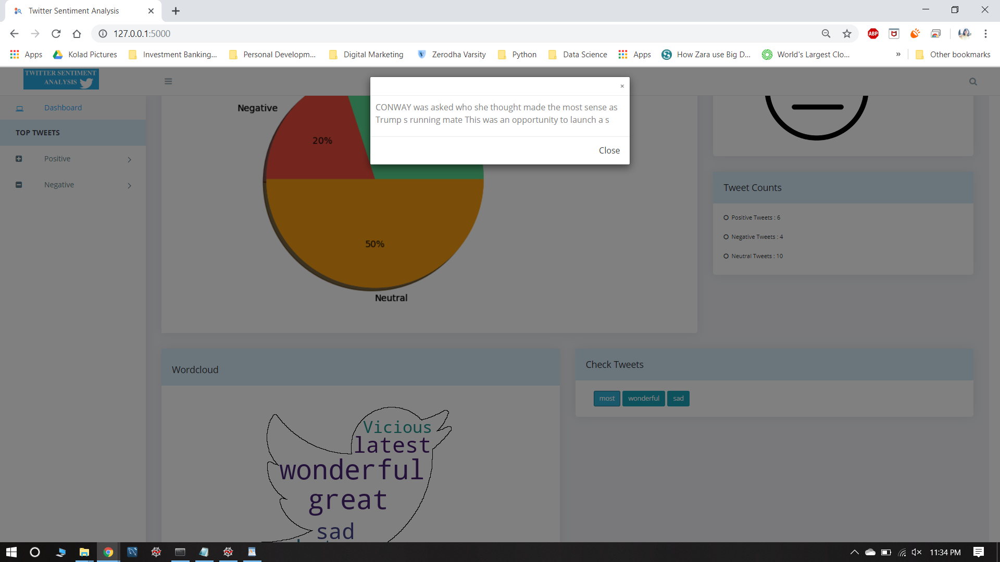 Twitter Sentiment Analysis
127.0.0.1:5000
ABP
Apps
Kolad Pictures
Investment Banking...
Personal Developm...
Digital Marketing
Zerodha Varsity
Python
Data Science
Apps
How Zara use Big D...
World's Largest Clo...
»
Other bookmarks
TWITTER SENTIMENT
ANALYSIS
×
CONWAY was asked who she thought made the most sense as
Trump s running mate This was an opportunity to launch a s
Close
Dashboard
TOP TWEETS
Positive
Negative
Negative
20%
50%
Neutral
Tweet Counts
Positive Tweets : 6
Negative Tweets : 4
Neutral Tweets : 10
Wordcloud
Vicious
latest
wonderful
great
sad
Check Tweets
most wonderful sad
11:34 PM